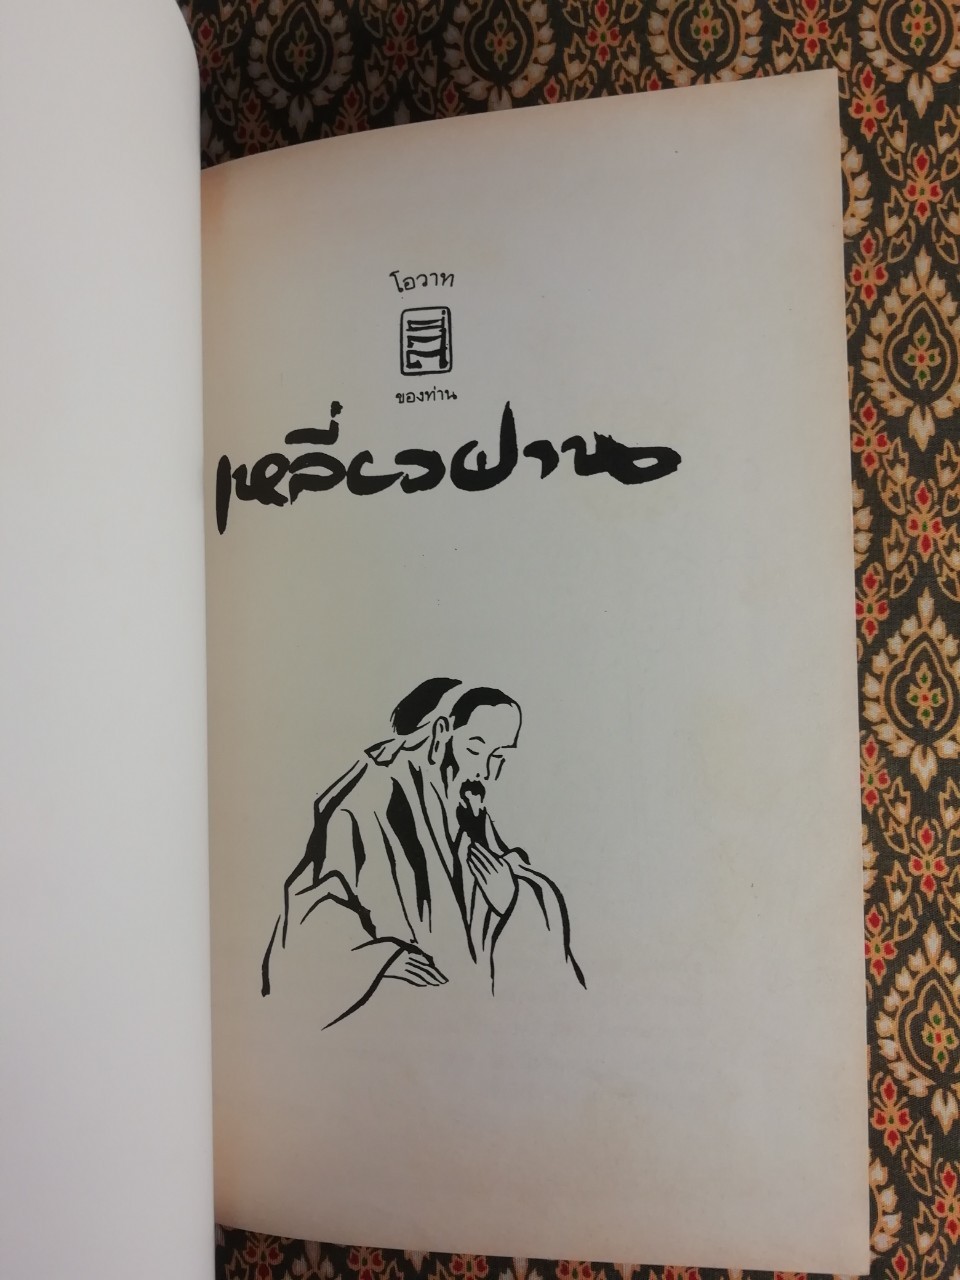 โอวาท
สี่
ของท่าน
เหลี่ยวฝาน